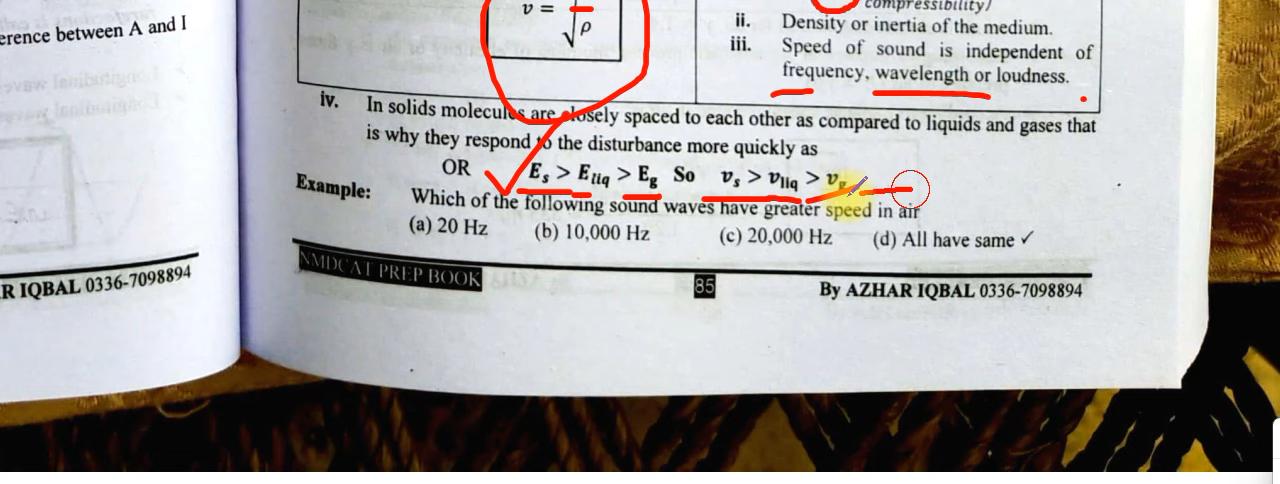 erence between A and I
v = √ρ
compressibility)
ii. Density or inertia of the medium.
iii. Speed of sound is independent of
frequency, wavelength or loudness.
iv. In solids molecules are closely spaced to each other as compared to liquids and gases that
is why they respond to the disturbance more quickly as
OR E_s > E_liq > E_g So v_s > v_liq > v_g
Example: Which of the following sound waves have greater speed in air
(a) 20 Hz (b) 10,000 Hz (c) 20,000 Hz (d) All have same ✓
R IQBAL 0336-7098894
NMDCAT PREP BOOK 85 By AZHAR IQBAL 0336-7098894